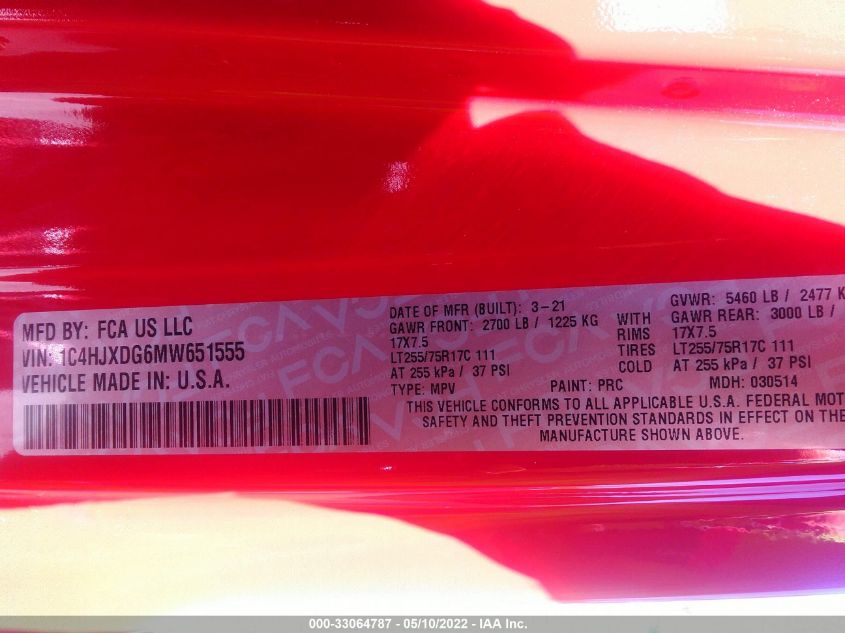 MFD BY: FCA US LLC
VIN: 1C4HJXDG6MW651555
VEHICLE MADE IN: U.S.A.
DATE OF MFR (BUILT): 3-21 GVWR: 5460 LB / 2477 K
GAWR FRONT: 2700 LB / 1225 KG WITH GAWR REAR: 3000 LB /
17X7.5 RIMS 17X7.5
LT255/75R17C 111 TIRES LT255/75R17C 111
AT 255 kPa / 37 PSI COLD AT 255 kPa / 37 PSI
TYPE: MPV PAINT: PRC MDH: 030514
THIS VEHICLE CONFORMS TO ALL APPLICABLE U.S.A. FEDERAL MOT
SAFETY AND THEFT PREVENTION STANDARDS IN EFFECT ON THE
MANUFACTURE SHOWN ABOVE.
000-33064787 - 05/10/2022 - IAA Inc.